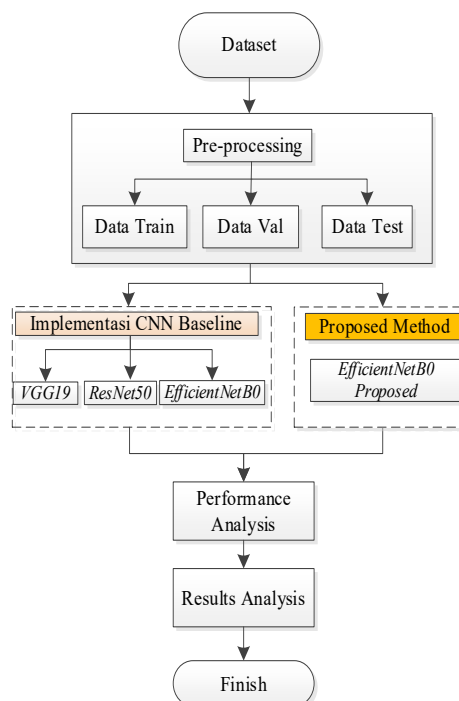 Dataset
Pre-processing
Data Train
Data Val
Data Test
Implementasi CNN Baseline
VGG19
ResNet50
EfficientNetB0
Proposed Method
EfficientNetB0
Proposed
Performance
Analysis
Results Analysis
Finish